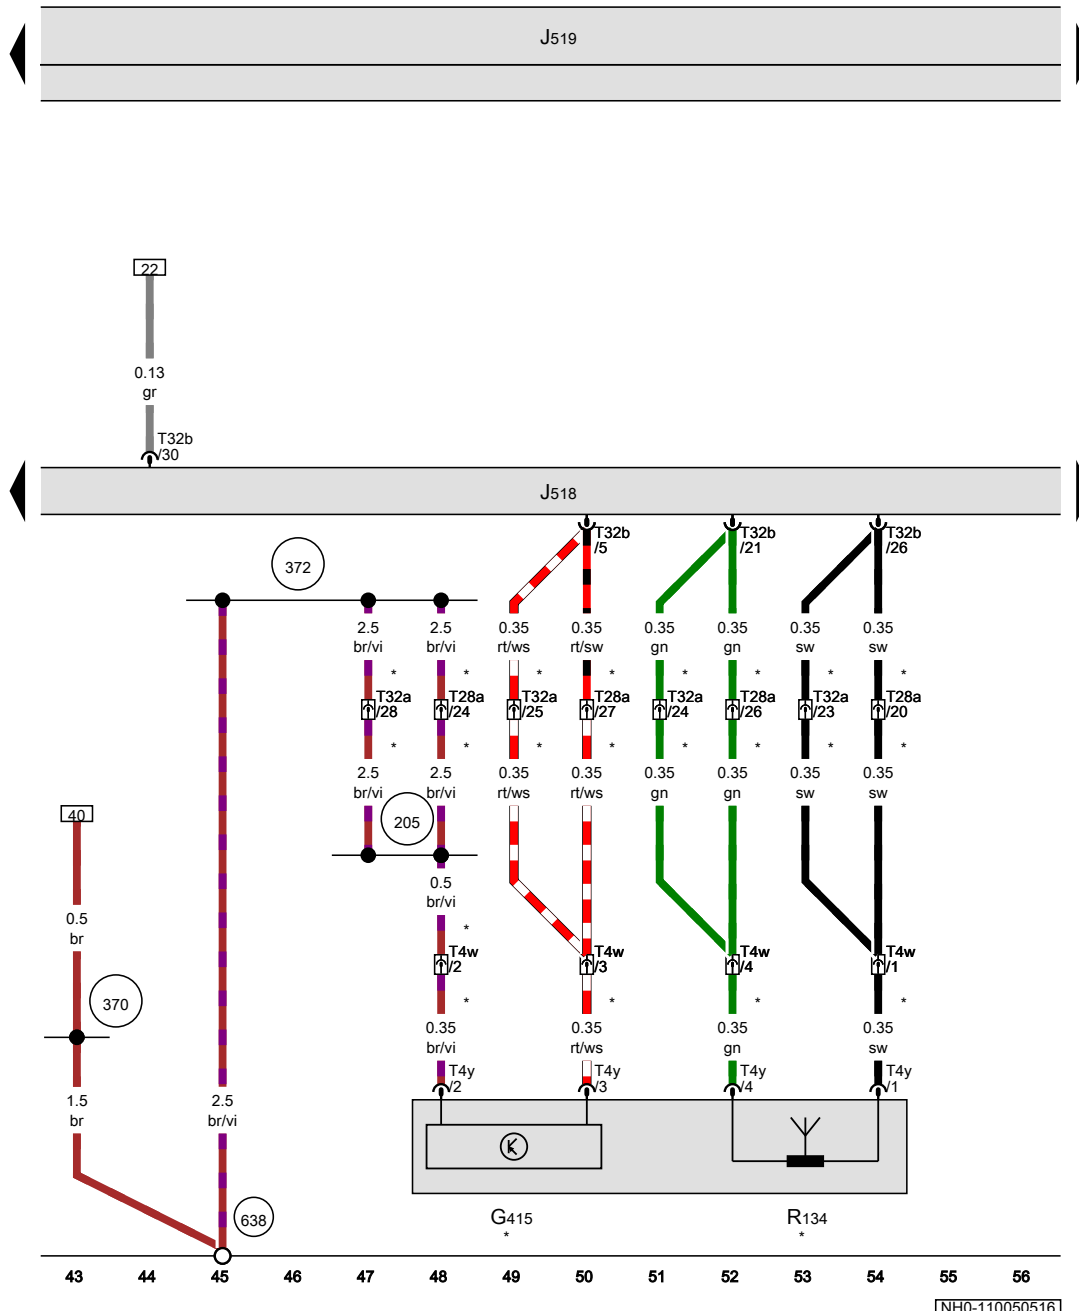 J519
22
0.13
gr
T32b
/30
J518
T32b
/5
T32b
/21
T32b
/26
372
2.5 2.5 0.35 0.35 0.35 0.35 0.35 0.35
br/vi br/vi rt/ws rt/sw gn gn sw sw
* * * * * * * *
T32a T28a T32a T28a T32a T28a T32a T28a
/28 /24 /25 /27 /24 /26 /23 /20
* * * * * * * *
2.5 2.5 0.35 0.35 0.35 0.35 0.35 0.35
br/vi br/vi rt/ws rt/ws gn gn sw sw
40
205
0.5
br/vi
0.5
br
*
T4w T4w T4w T4w
/2 /3 /4 /1
* * * *
370
0.35 0.35 0.35 0.35
br/vi rt/ws gn sw
T4y T4y T4y T4y
/2 /3 /4 /1
1.5 2.5
br br/vi
638
G415 R134
* *
43 44 45 46 47 48 49 50 51 52 53 54 55 56
NH0-110050516